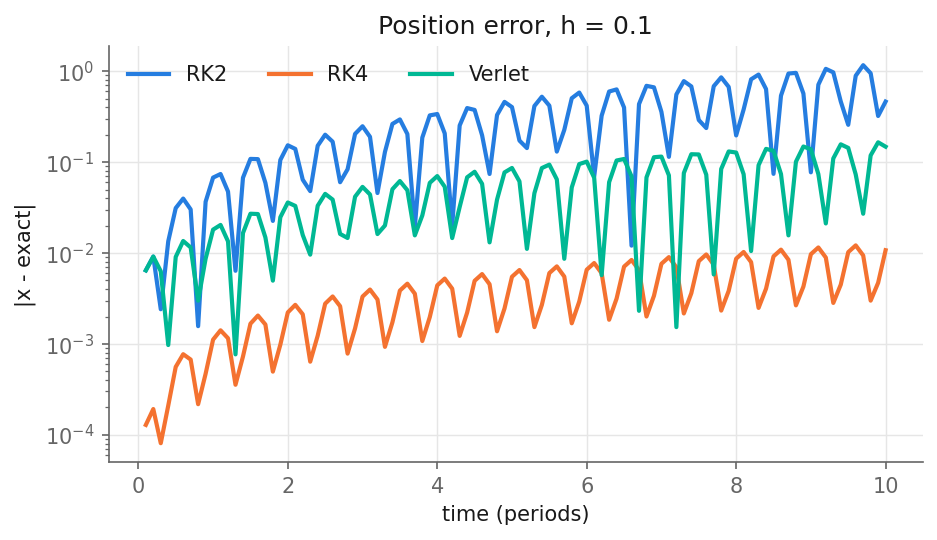 Position error, h = 0.1
RK2 RK4 Verlet
|x - exact|
10⁰
10⁻¹
10⁻²
10⁻³
10⁻⁴
0 2 4 6 8 10
time (periods)